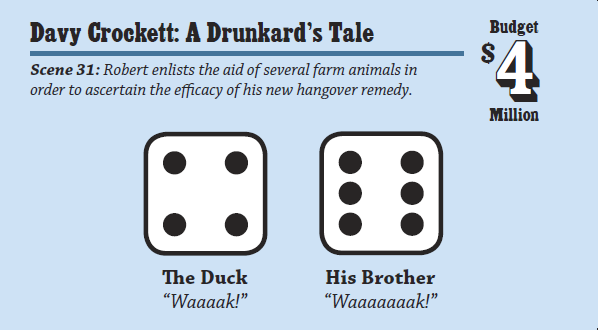 Davy Crockett: A Drunkard's Tale
Budget
$4
Million
Scene 31: Robert enlists the aid of several farm animals in
order to ascertain the efficacy of his new hangover remedy.
The Duck
"Waaaak!"
His Brother
"Waaaaaaak!"